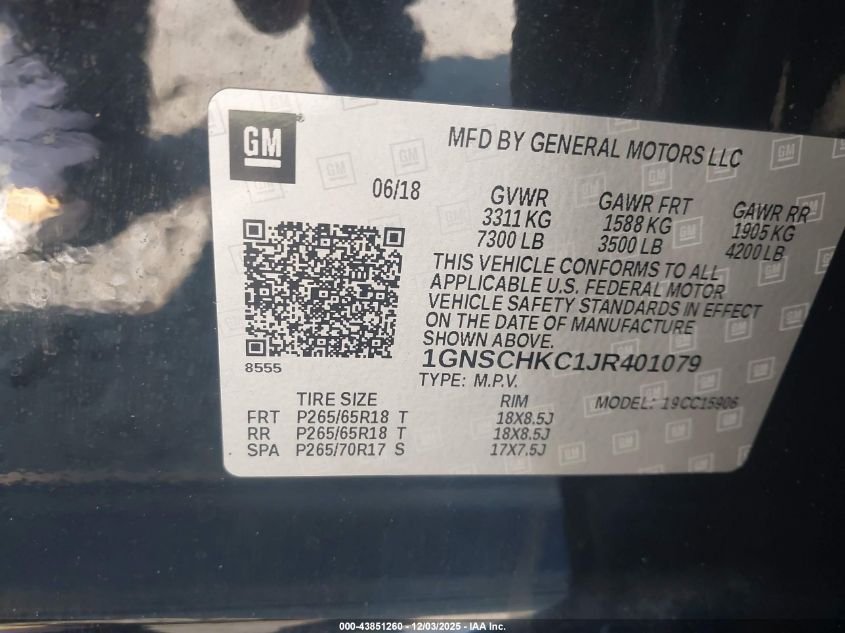 GM
MFD BY GENERAL MOTORS LLC
06/18
GVWR
3311 KG
7300 LB
GAWR FRT
1588 KG
3500 LB
GAWR RR
1905 KG
4200 LB
THIS VEHICLE CONFORMS TO ALL
APPLICABLE U.S. FEDERAL MOTOR
VEHICLE SAFETY STANDARDS IN EFFECT
ON THE DATE OF MANUFACTURE
SHOWN ABOVE.
8555
1GNSCHKC1JR401079
TYPE: M.P.V.
MODEL: 19CC15906
TIRE SIZE RIM
FRT P265/65R18 T 18X8.5J
RR P265/65R18 T 18X8.5J
SPA P265/70R17 S 17X7.5J
000-43851260 - 12/03/2025 - IAA Inc.